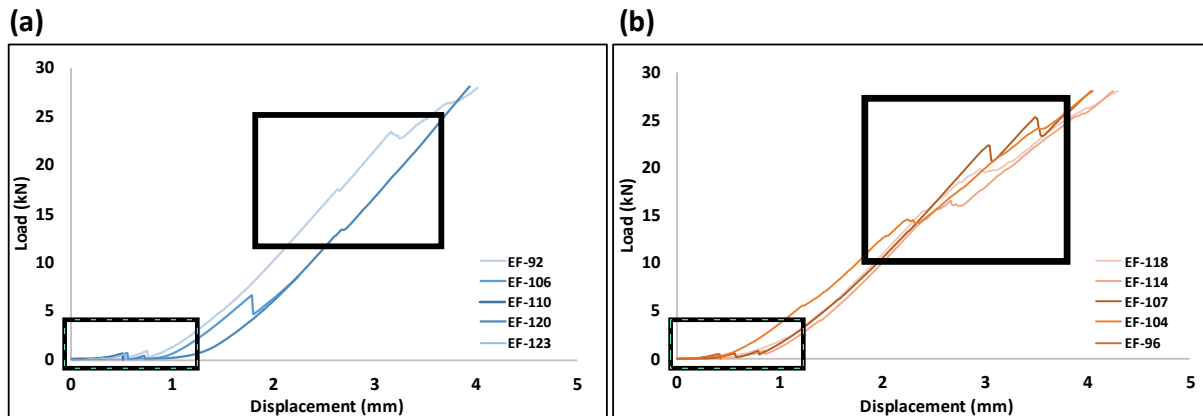 (a)
30
25
20
15
10
5
0
Load (kN)
0 1 2 3 4 5
Displacement (mm)
EF-92
EF-106
EF-110
EF-120
EF-123
(b)
30
25
20
15
10
5
0
Load (kN)
0 1 2 3 4 5
Displacement (mm)
EF-118
EF-114
EF-107
EF-104
EF-96